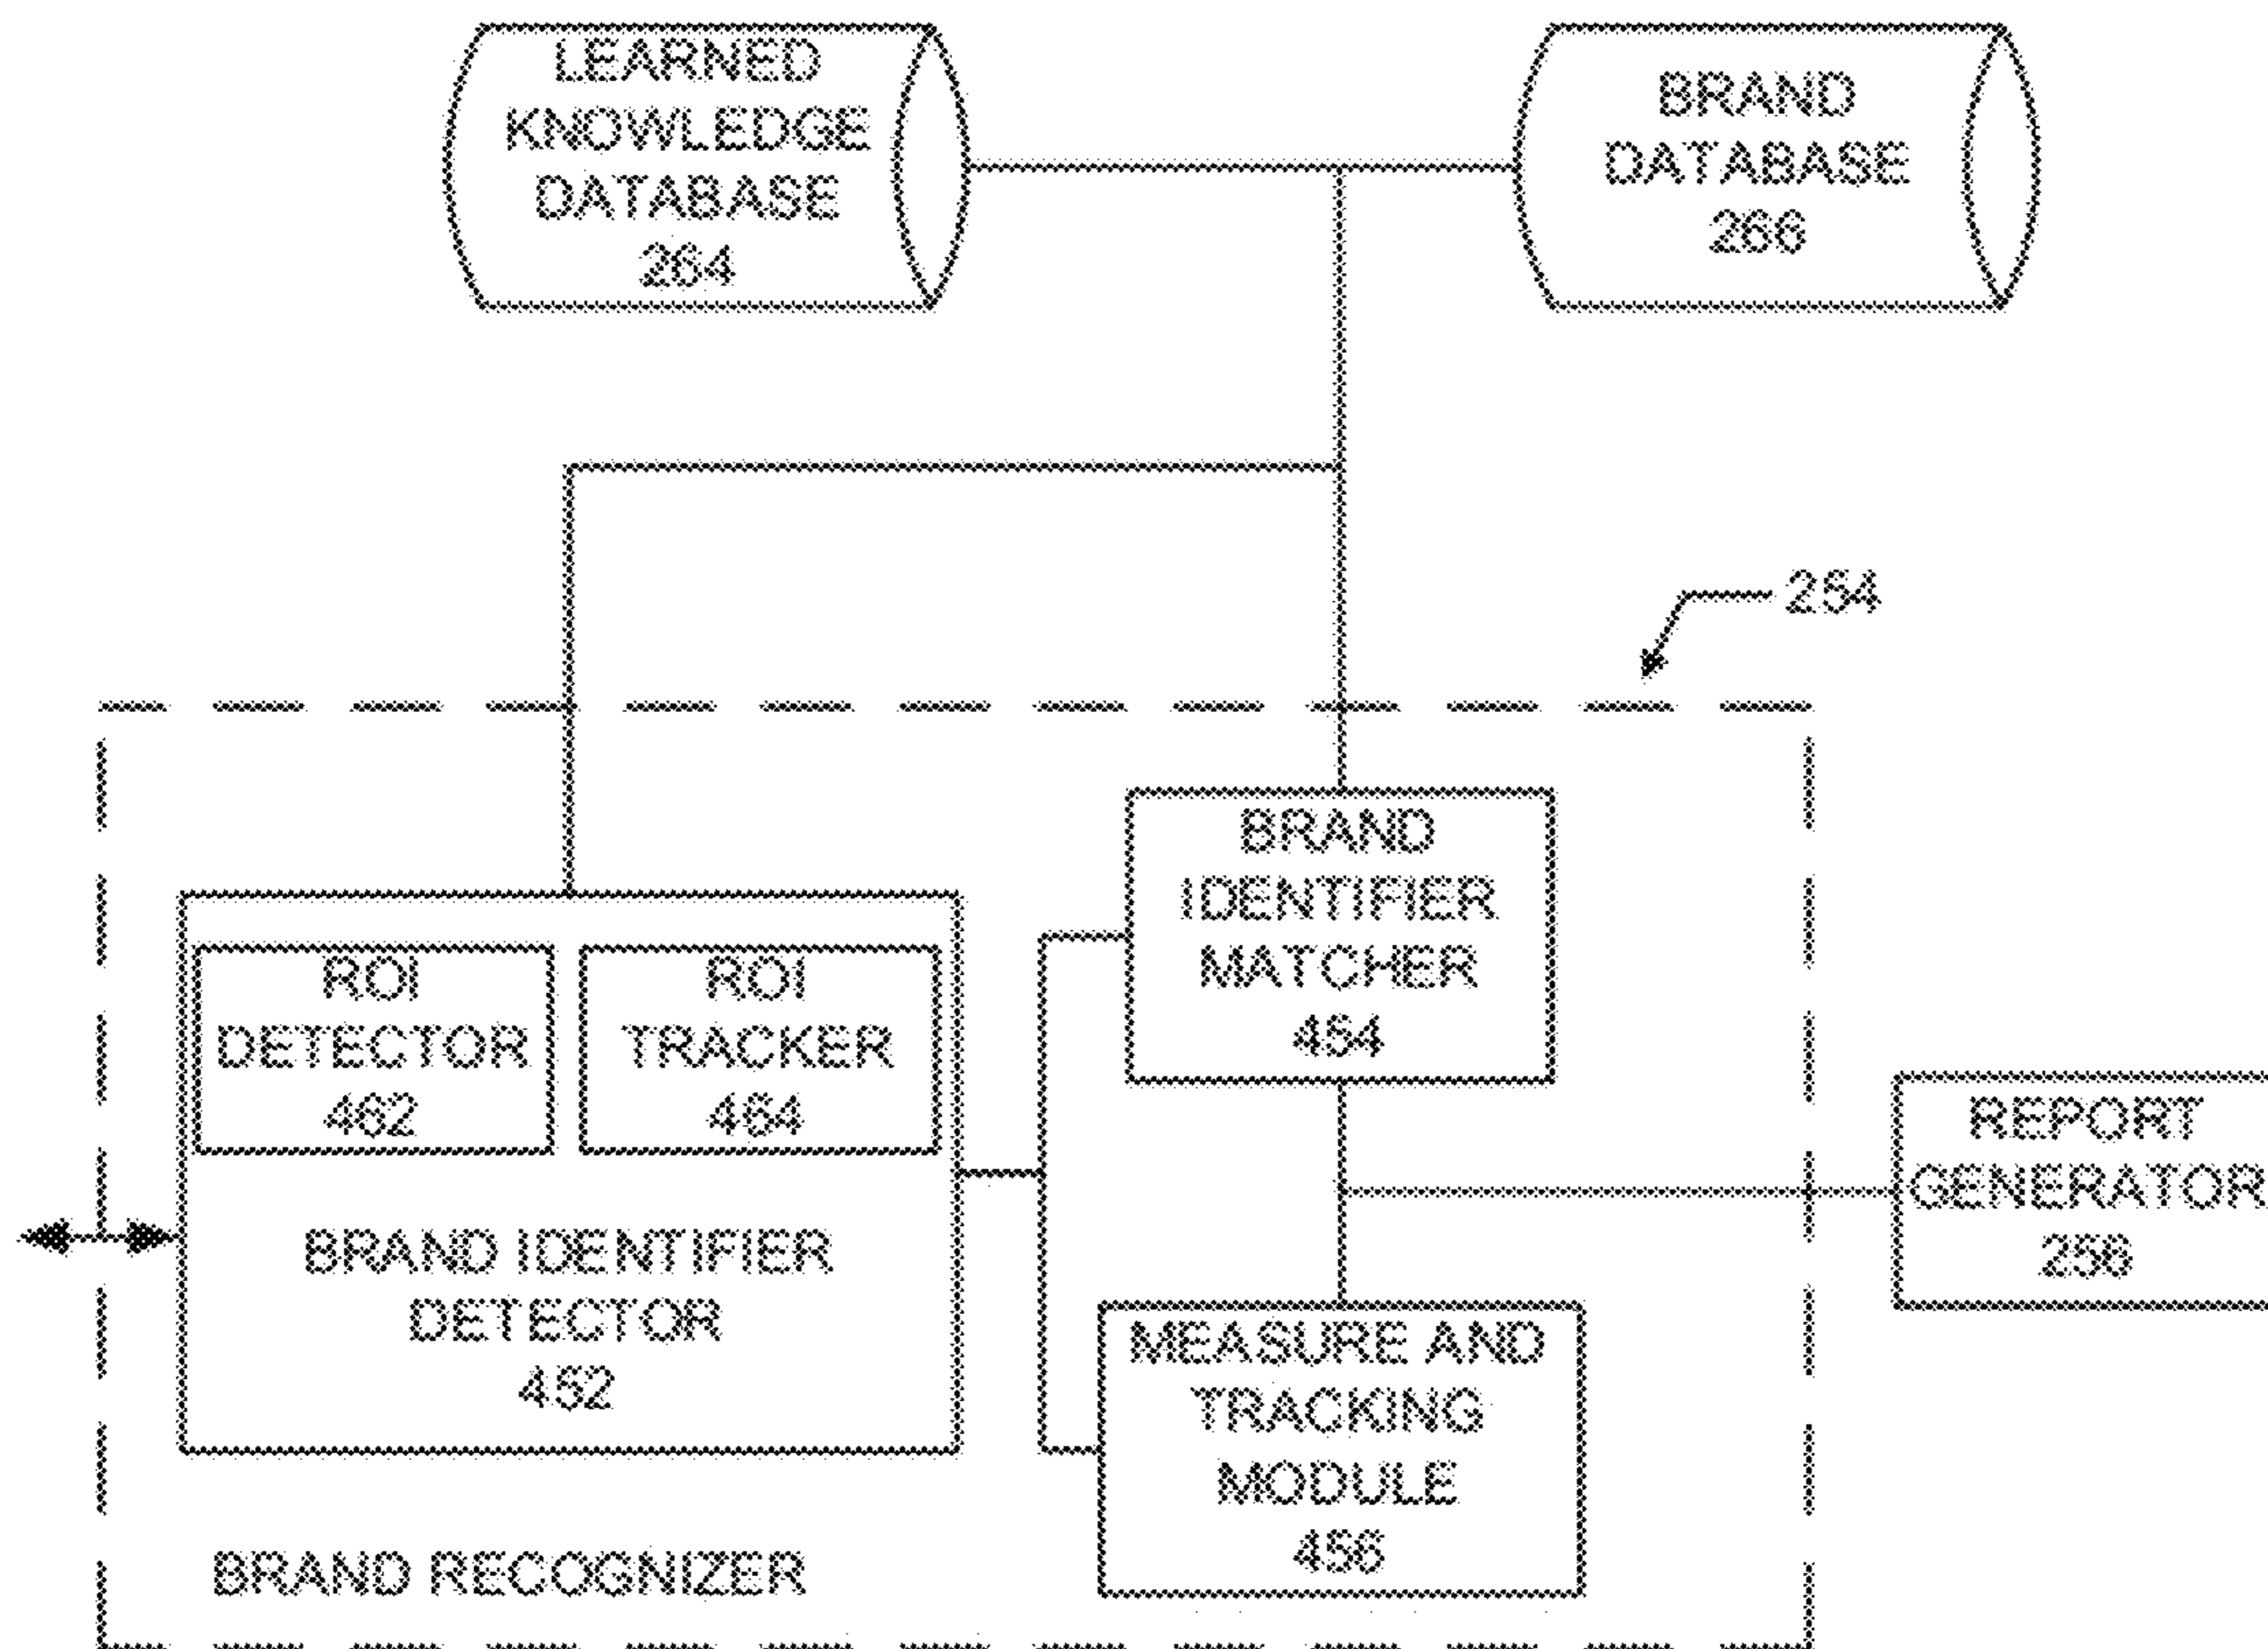 LEARNED
KNOWLEDGE
DATABASE
264
BRAND
DATABASE
266
254
BRAND
IDENTIFIER
MATCHER
454
ROI
DETECTOR
462
ROI
TRACKER
464
BRAND IDENTIFIER
DETECTOR
452
REPORT
GENERATOR
256
MEASURE AND
TRACKING
MODULE
456
BRAND RECOGNIZER